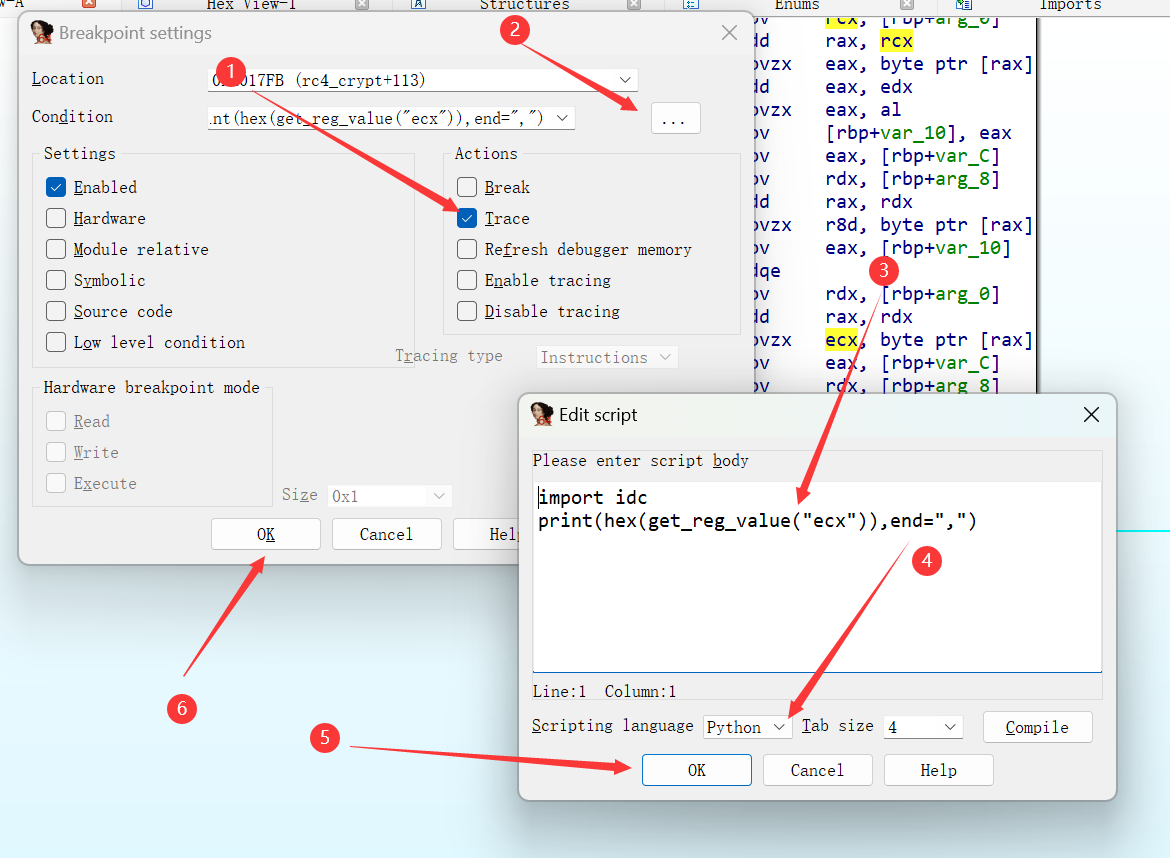 Hex View-1
Structures
Enums
Imports
Breakpoint settings
Location
017FB (rc4_crypt+113)
Condition
nt(hex(get_reg_value("ecx")),end=",")
...
Settings
Enabled
Hardware
Module relative
Symbolic
Source code
Low level condition
Actions
Break
Trace
Refresh debugger memory
Enable tracing
Disable tracing
Tracing type
Instructions
Hardware breakpoint mode
Read
Write
Execute
Size
0x1
OK
Cancel
Help
1
2
3
4
5
6
rcx, [rbp+arg_0]
dd rax, rcx
vzx eax, byte ptr [rax]
dd eax, edx
vzx eax, al
ov [rbp+var_10], eax
ov eax, [rbp+var_C]
ov rdx, [rbp+arg_8]
dd rax, rdx
vzx r8d, byte ptr [rax]
ov eax, [rbp+var_10]
dqe
ov rdx, [rbp+arg_0]
dd rax, rdx
vzx ecx, byte ptr [rax]
ov eax, [rbp+var_C]
ov rdx, [rbp+arg_8]
Edit script
Please enter script body
import idc
print(hex(get_reg_value("ecx")),end=",")
Line:1 Column:1
Scripting language
Python
Tab size
4
Compile
OK
Cancel
Help